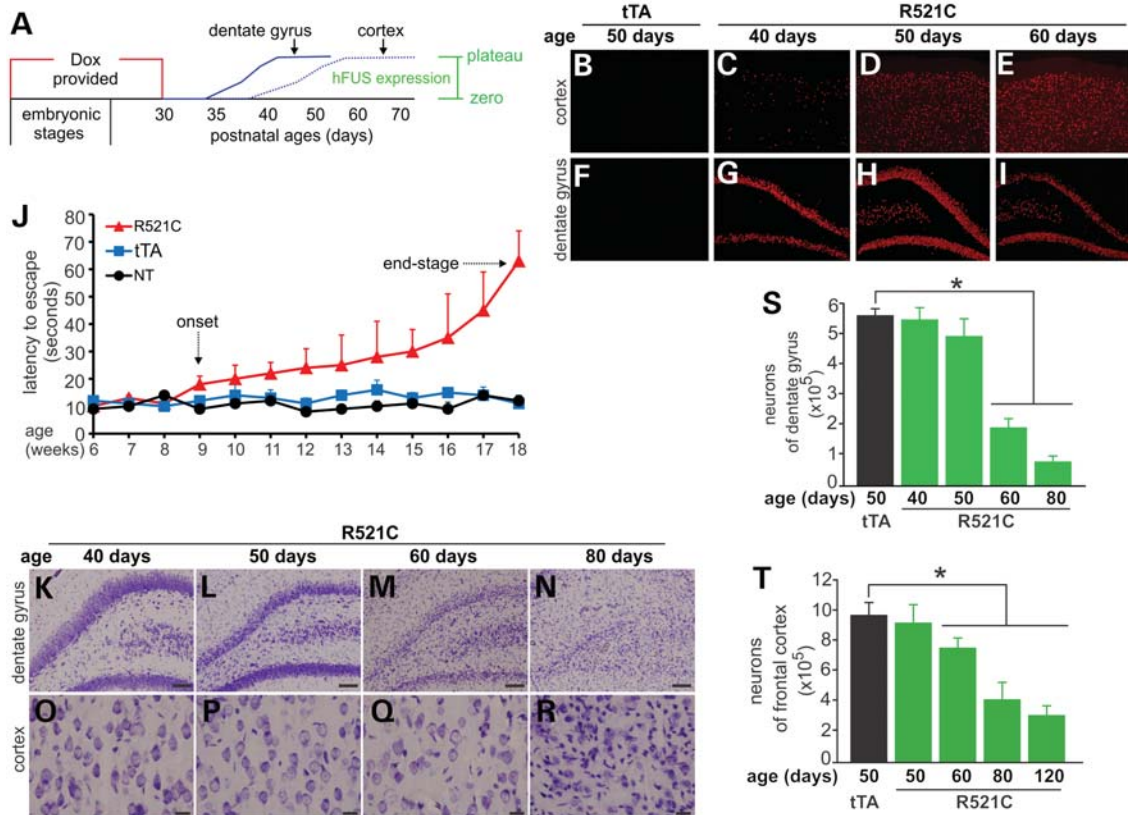 A
dentate gyrus
cortex
Dox
provided
hFUS expression
plateau
zero
embryonic
stages
30 35 40 50 60 70
postnatal ages (days)
tTA R521C
age 50 days 40 days 50 days 60 days
B C D E
cortex
F G H I
dentate gyrus
J
latency to escape
(seconds)
80
70
60
50
40
30
20
10
0
R521C
tTA
NT
onset
end-stage
age
(weeks)
6 7 8 9 10 11 12 13 14 15 16 17 18
S
neurons
of dentate gyrus
(x10⁵)
6
5
4
3
2
1
0
*
age (days) 50 40 50 60 80
tTA R521C
R521C
age 40 days 50 days 60 days 80 days
K L M N
dentate gyrus
O P Q R
cortex
T
neurons
of frontal cortex
(x10⁵)
12
10
8
6
4
2
0
*
age (days) 50 50 60 80 120
tTA R521C